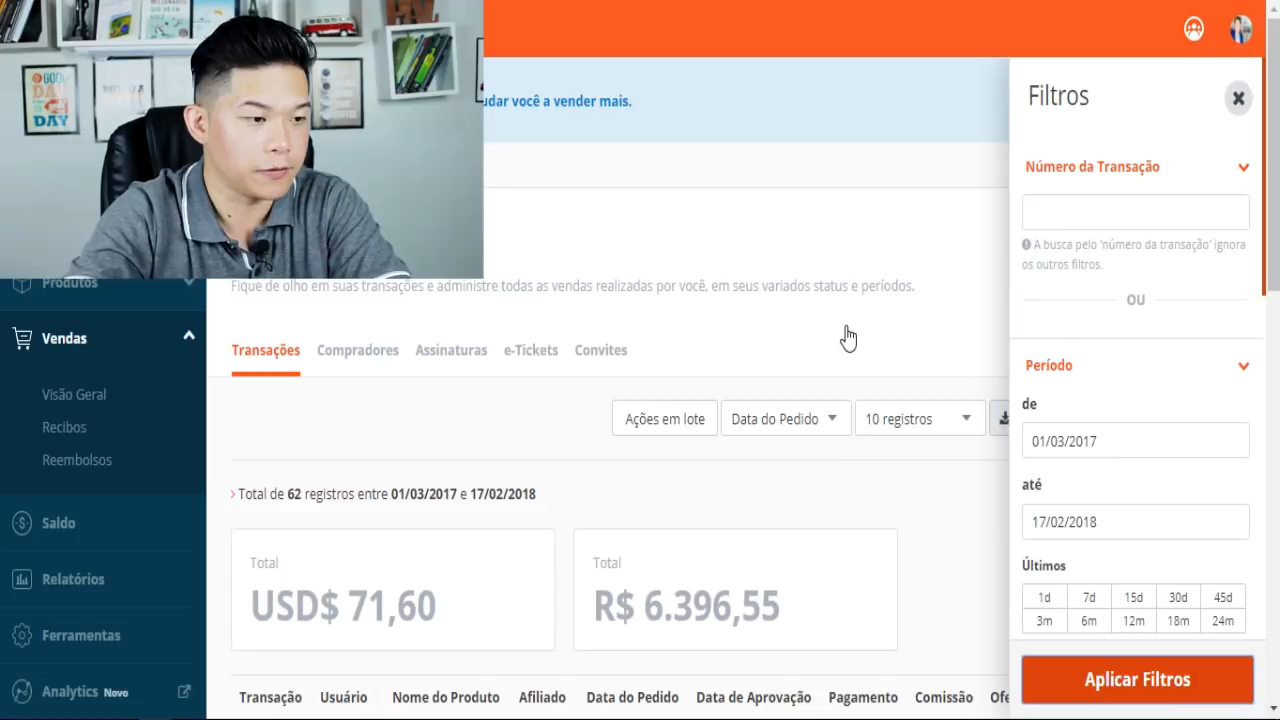 GOOD
DAY
udar você a vender mais.
Filtros
Número da Transação
A busca pelo 'número da transação' ignora
os outros filtros.
OU
Período
de
01/03/2017
até
17/02/2018
Últimos
1d 7d 15d 30d 45d
3m 6m 12m 18m 24m
Aplicar Filtros
Produtos
Vendas
Visão Geral
Recibos
Reembolsos
Saldo
Relatórios
Ferramentas
Analytics Novo
Fique de olho em suas transações e administre todas as vendas realizadas por você, em seus variados status e períodos.
Transações Compradores Assinaturas e-Tickets Convites
Ações em lote Data do Pedido 10 registros
Total de 62 registros entre 01/03/2017 e 17/02/2018
Total
USD$ 71,60
Total
R$ 6.396,55
Transação Usuário Nome do Produto Afiliado Data do Pedido Data de Aprovação Pagamento Comissão Ofe